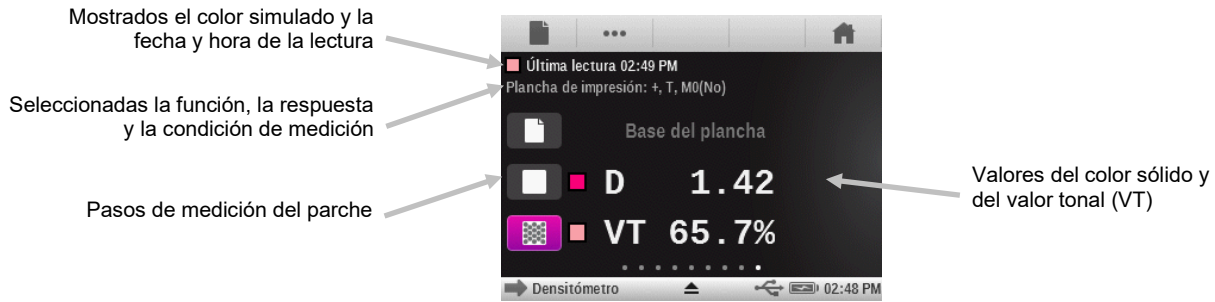 Mostrados el color simulado y la
fecha y hora de la lectura
Seleccionadas la función, la respuesta
y la condición de medición
Pasos de medición del parche
Última lectura 02:49 PM
Plancha de impresión: +, T, M0(No)
Base del plancha
D 1.42
VT 65.7%
Densitómetro 02:48 PM
Valores del color sólido y
del valor tonal (VT)